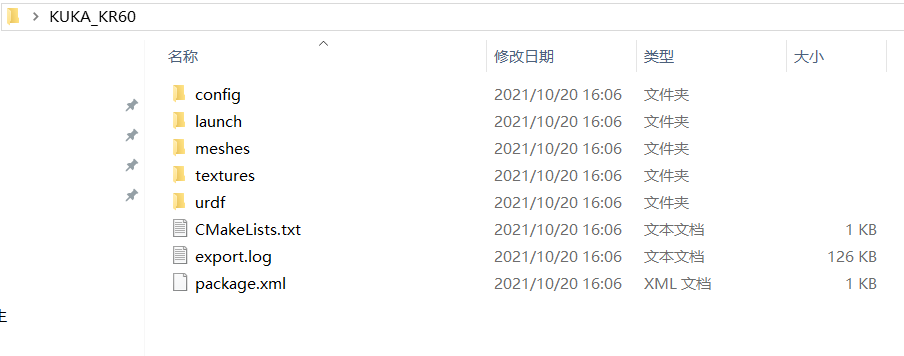 KUKA_KR60
名称 修改日期 类型 大小
config 2021/10/20 16:06 文件夹
launch 2021/10/20 16:06 文件夹
meshes 2021/10/20 16:06 文件夹
textures 2021/10/20 16:06 文件夹
urdf 2021/10/20 16:06 文件夹
CMakeLists.txt 2021/10/20 16:06 文本文档 1 KB
export.log 2021/10/20 16:06 文本文档 126 KB
package.xml 2021/10/20 16:06 XML 文档 1 KB